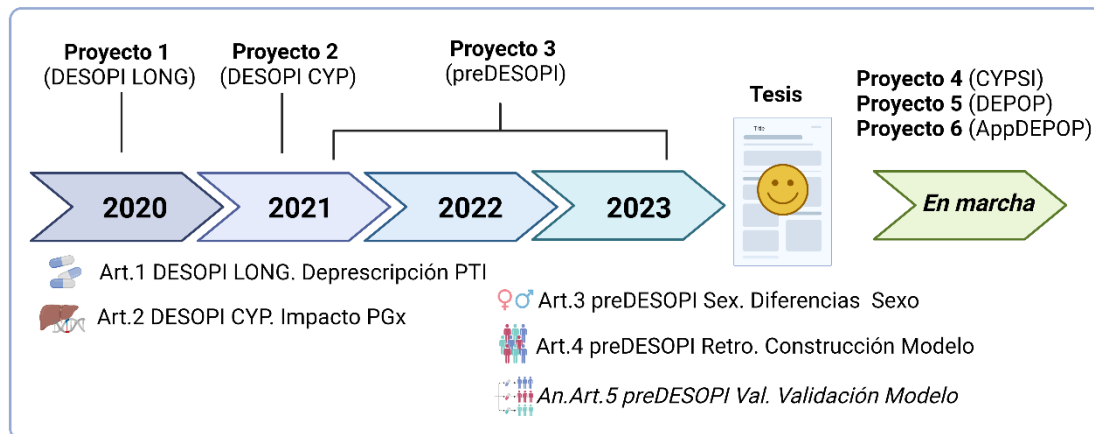 Proyecto 1
(DESOPI LONG)
Proyecto 2
(DESOPI CYP)
Proyecto 3
(preDESOPI)
Tesis
Title
Proyecto 4 (CYPSI)
Proyecto 5 (DEPOP)
Proyecto 6 (AppDEPOP)
2020
2021
2022
2023
En marcha
Art.1 DESOPI LONG. Deprescripción PTI
Art.2 DESOPI CYP. Impacto PGx
Art.3 preDESOPI Sex. Diferencias Sexo
Art.4 preDESOPI Retro. Construcción Modelo
An.Art.5 preDESOPI Val. Validación Modelo